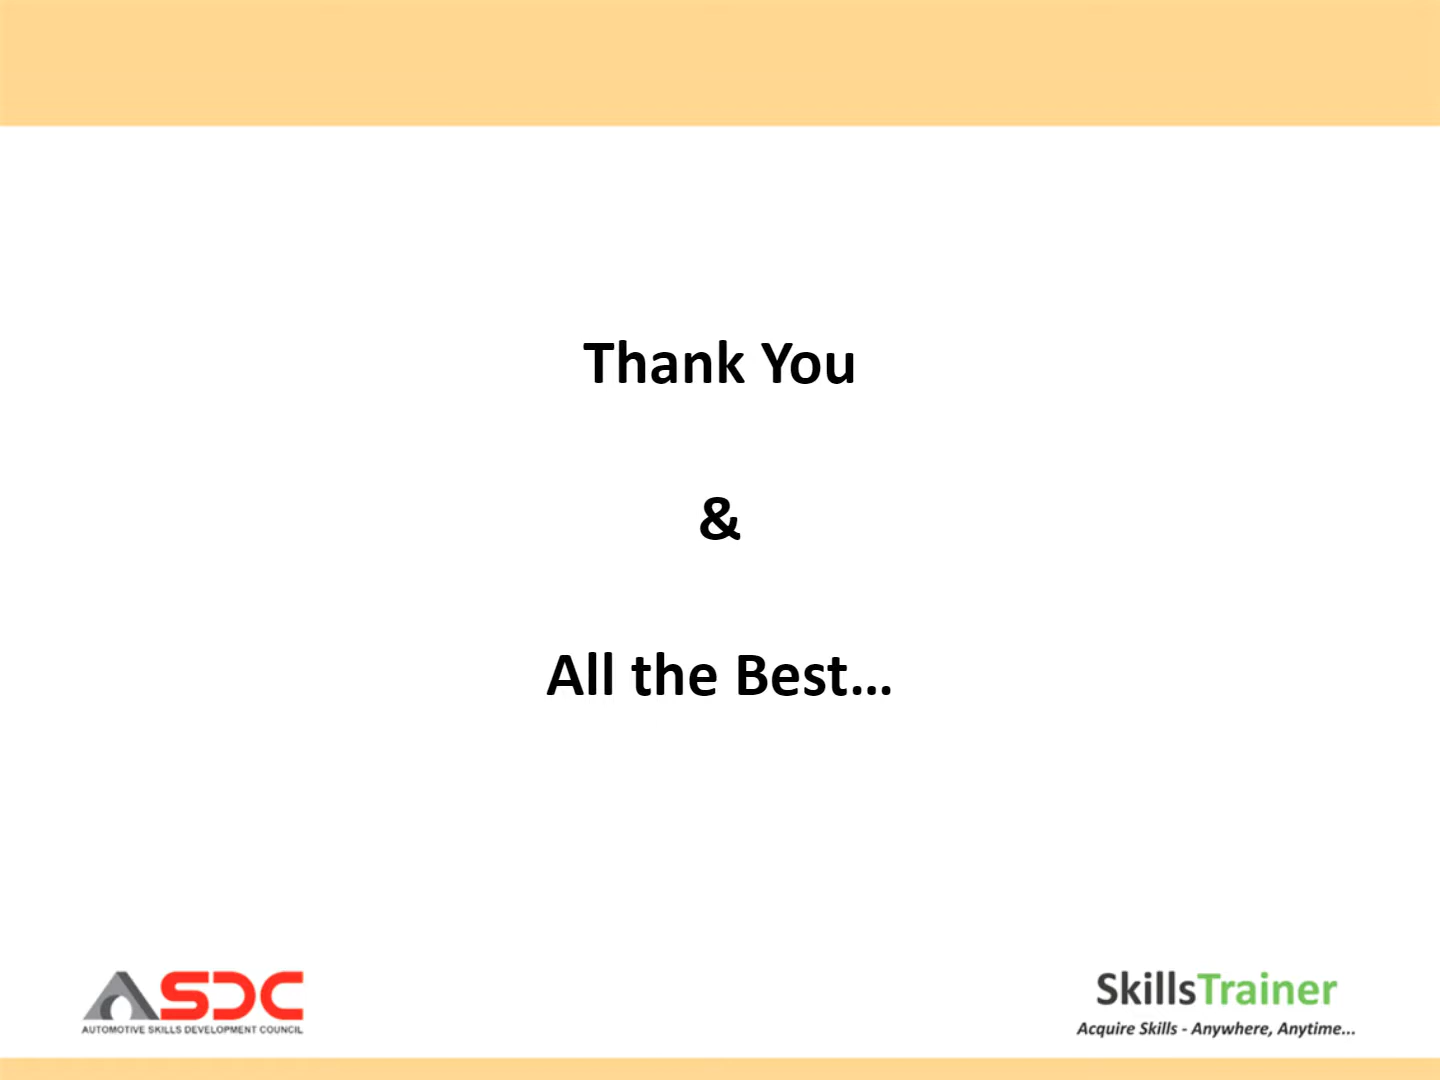 Thank You
&
All the Best...
ASDC
AUTOMOTIVE SKILLS DEVELOPMENT COUNCIL
SkillsTrainer
Acquire Skills - Anywhere, Anytime...